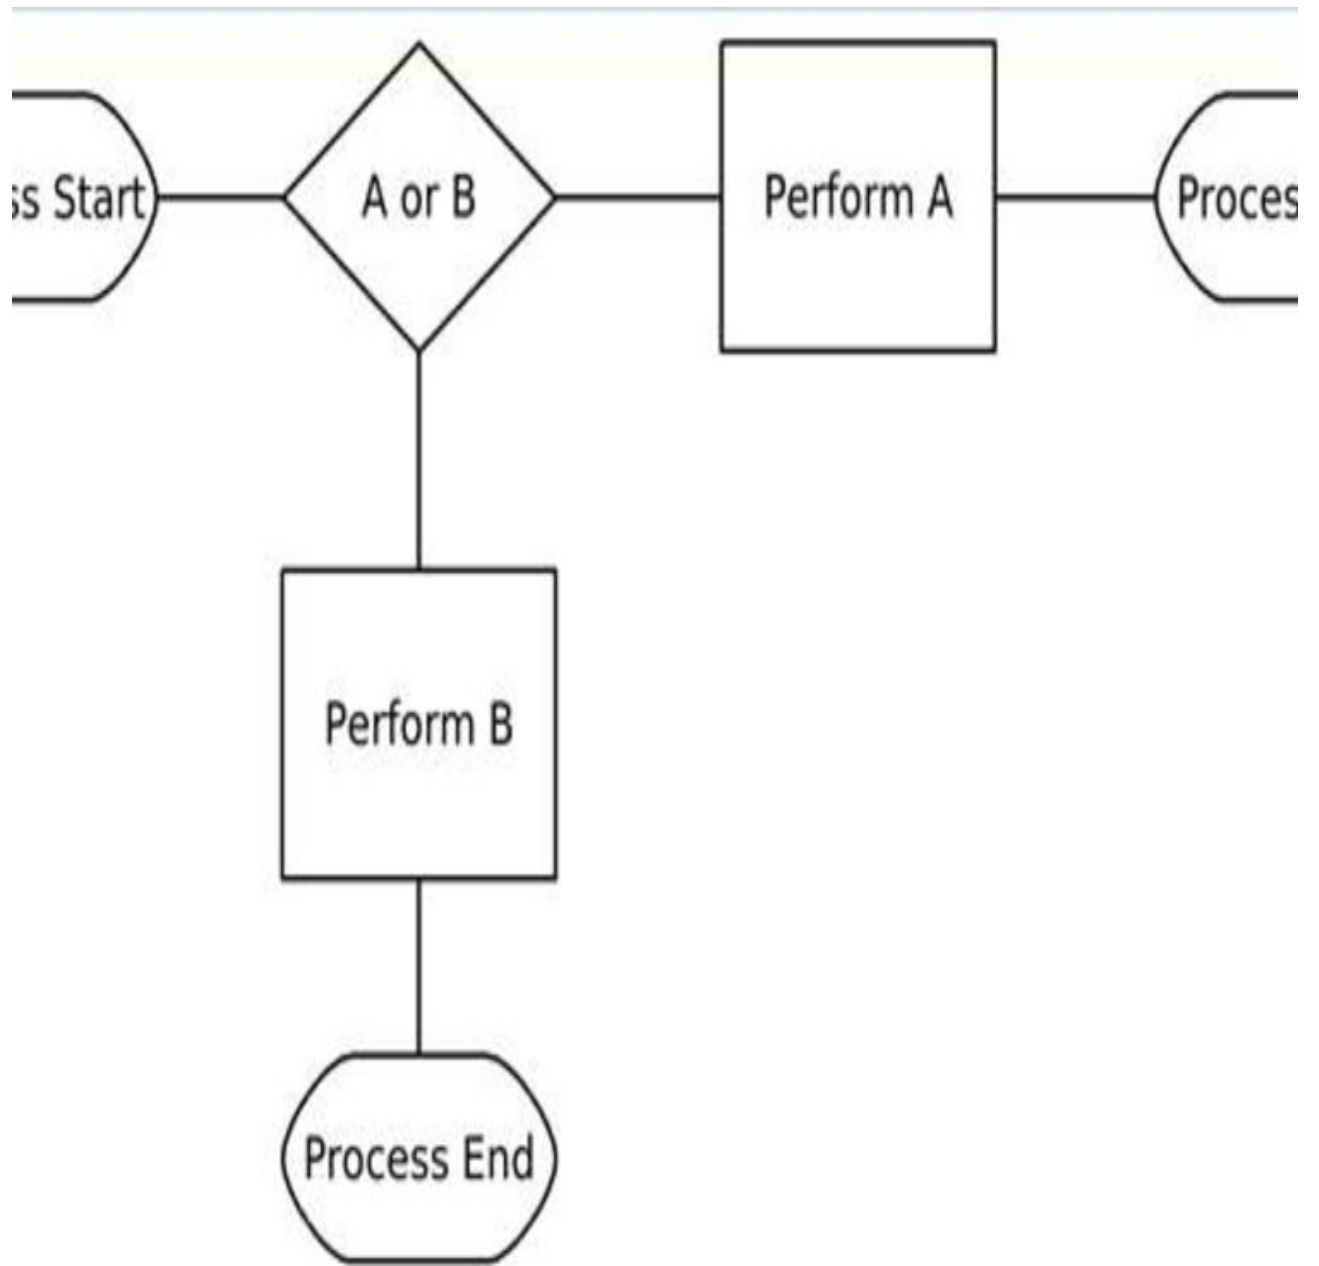 ss Start
A or B
Perform A
Proces
Perform B
Process End